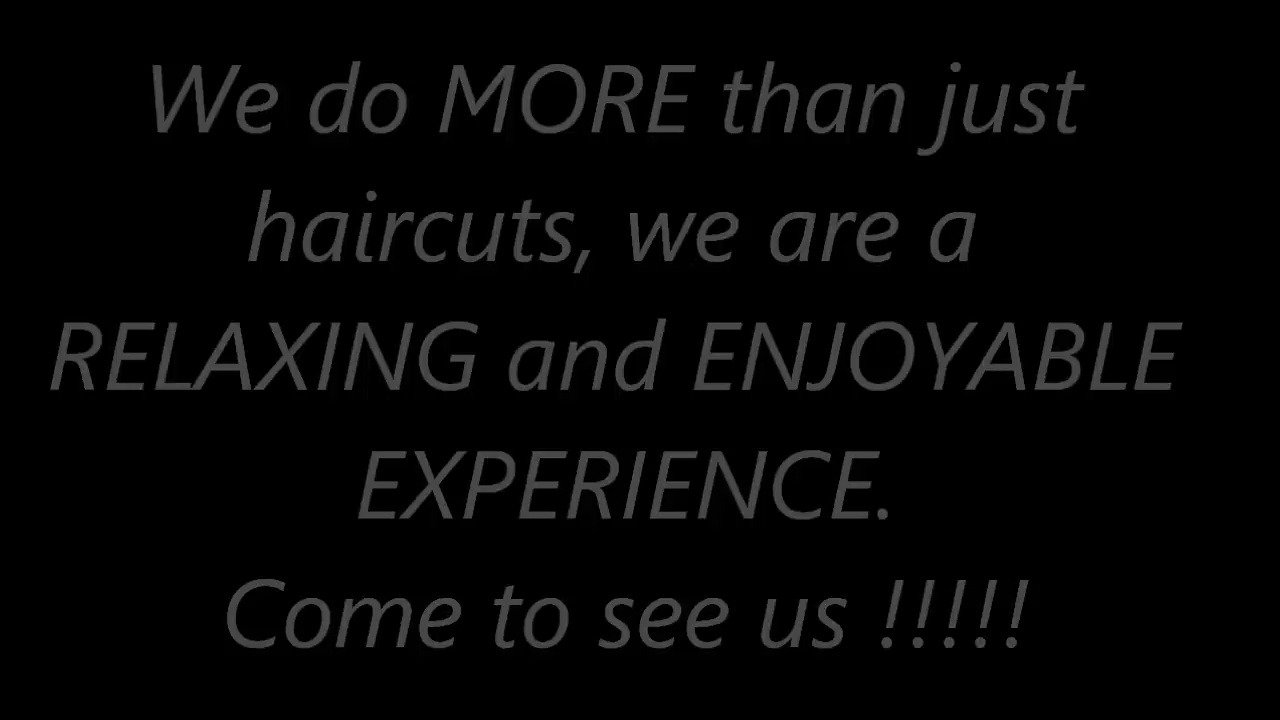 We do MORE than just
haircuts, we are a
RELAXING and ENJOYABLE
EXPERIENCE.
Come to see us !!!!!